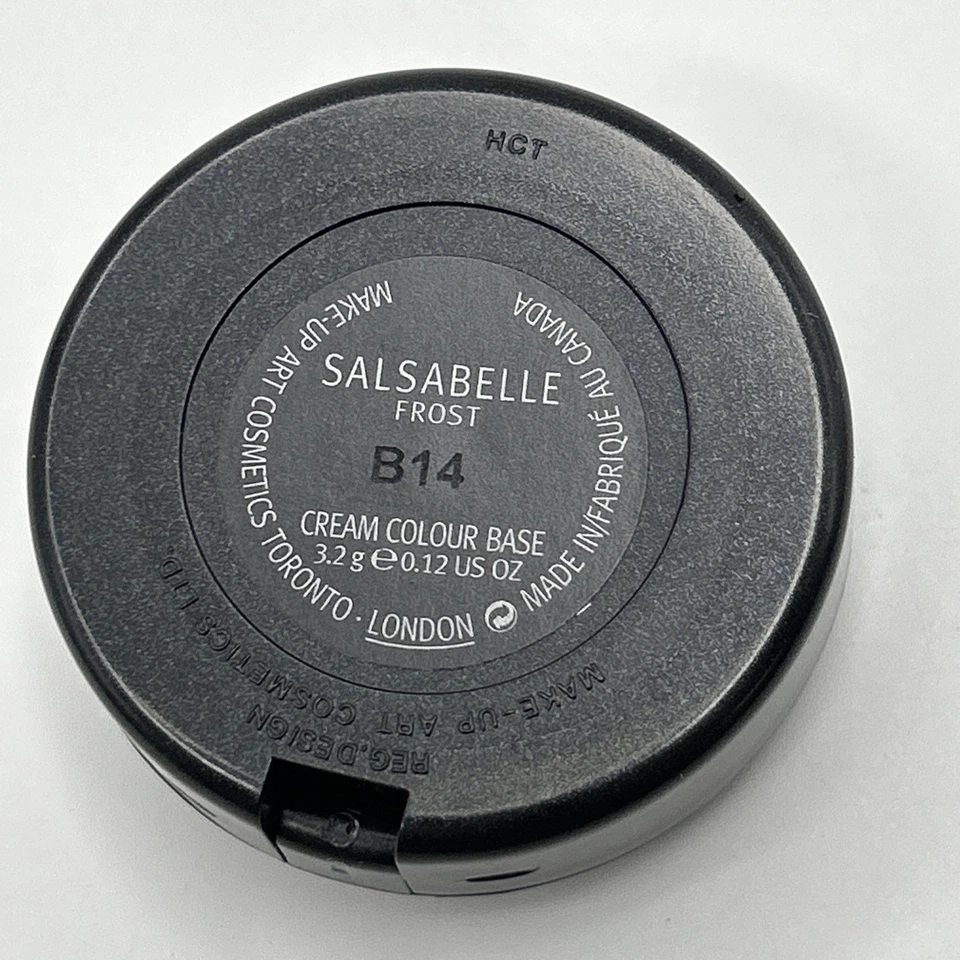 HCT
SALSABELLE
FROST
B14
CREAM COLOUR BASE
3.2 g ℮ 0.12 US OZ
MAKE-UP ART COSMETICS TORONTO · LONDON MADE IN/FABRIQUÉ AU CANADA
MAKE-UP ART COSMETICS LTD.
REG.DESIGN